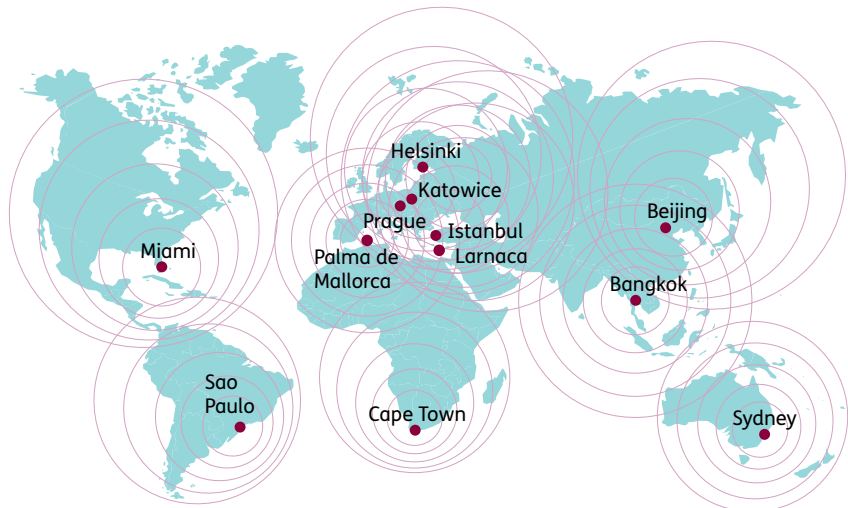 Helsinki
Katowice
Prague
Istanbul
Beijing
Miami
Palma de
Mallorca
Larnaca
Bangkok
Sao
Paulo
Cape Town
Sydney